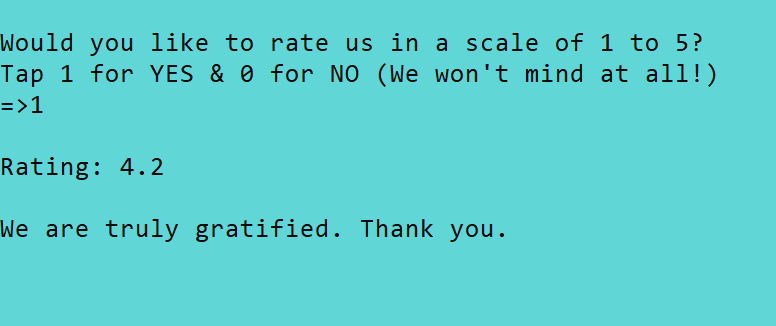 Would you like to rate us in a scale of 1 to 5?
Tap 1 for YES & 0 for NO (We won't mind at all!)
=>1
Rating: 4.2
We are truly gratified. Thank you.